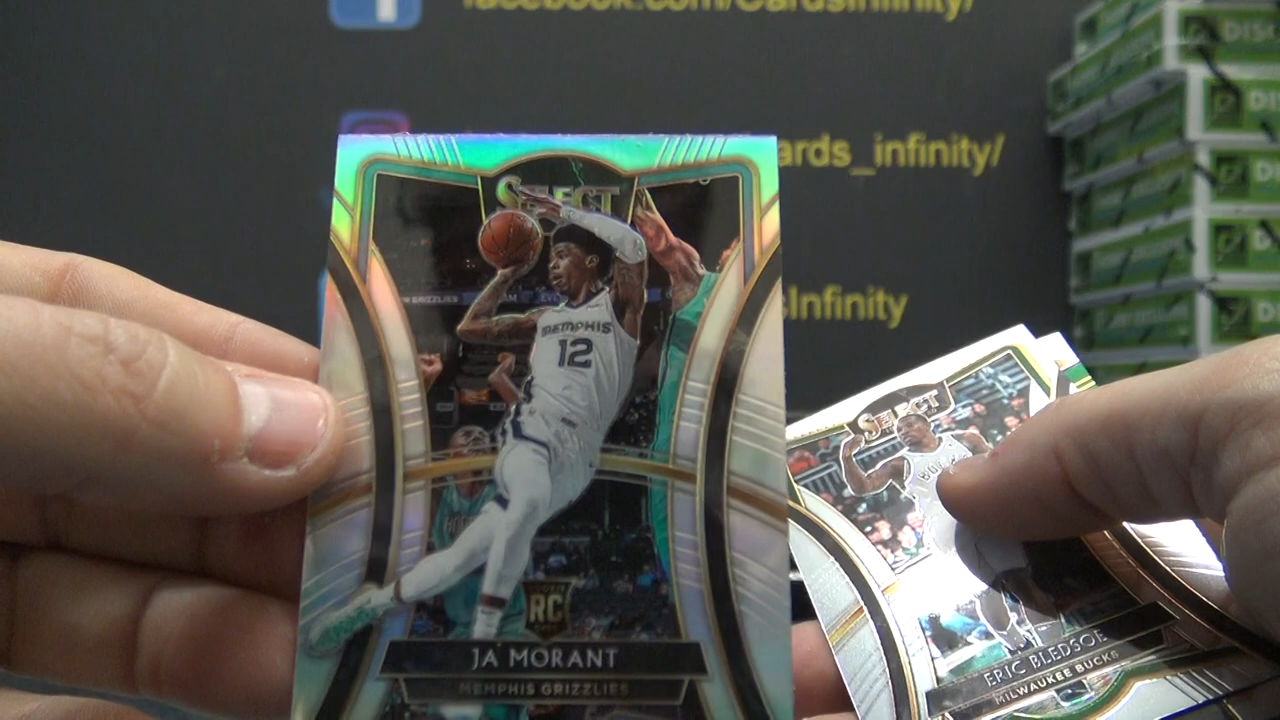 facebook.com/CardsInfinity/
ards_infinity/
sInfinity
SELECT
MEMPHIS
12
RC
JA MORANT
MEMPHIS GRIZZLIES
SELECT
ERIC BLEDSOE
MILWAUKEE BUCKS